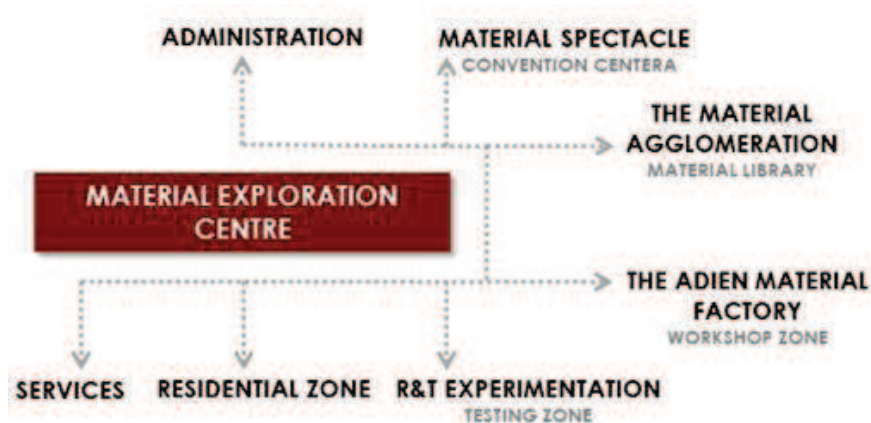 ADMINISTRATION
MATERIAL SPECTACLE
CONVENTION CENTERA
THE MATERIAL
AGGLOMERATION
MATERIAL LIBRARY
MATERIAL EXPLORATION
CENTRE
THE ADIEN MATERIAL
FACTORY
WORKSHOP ZONE
SERVICES
RESIDENTIAL ZONE
R&T EXPERIMENTATION
TESTING ZONE